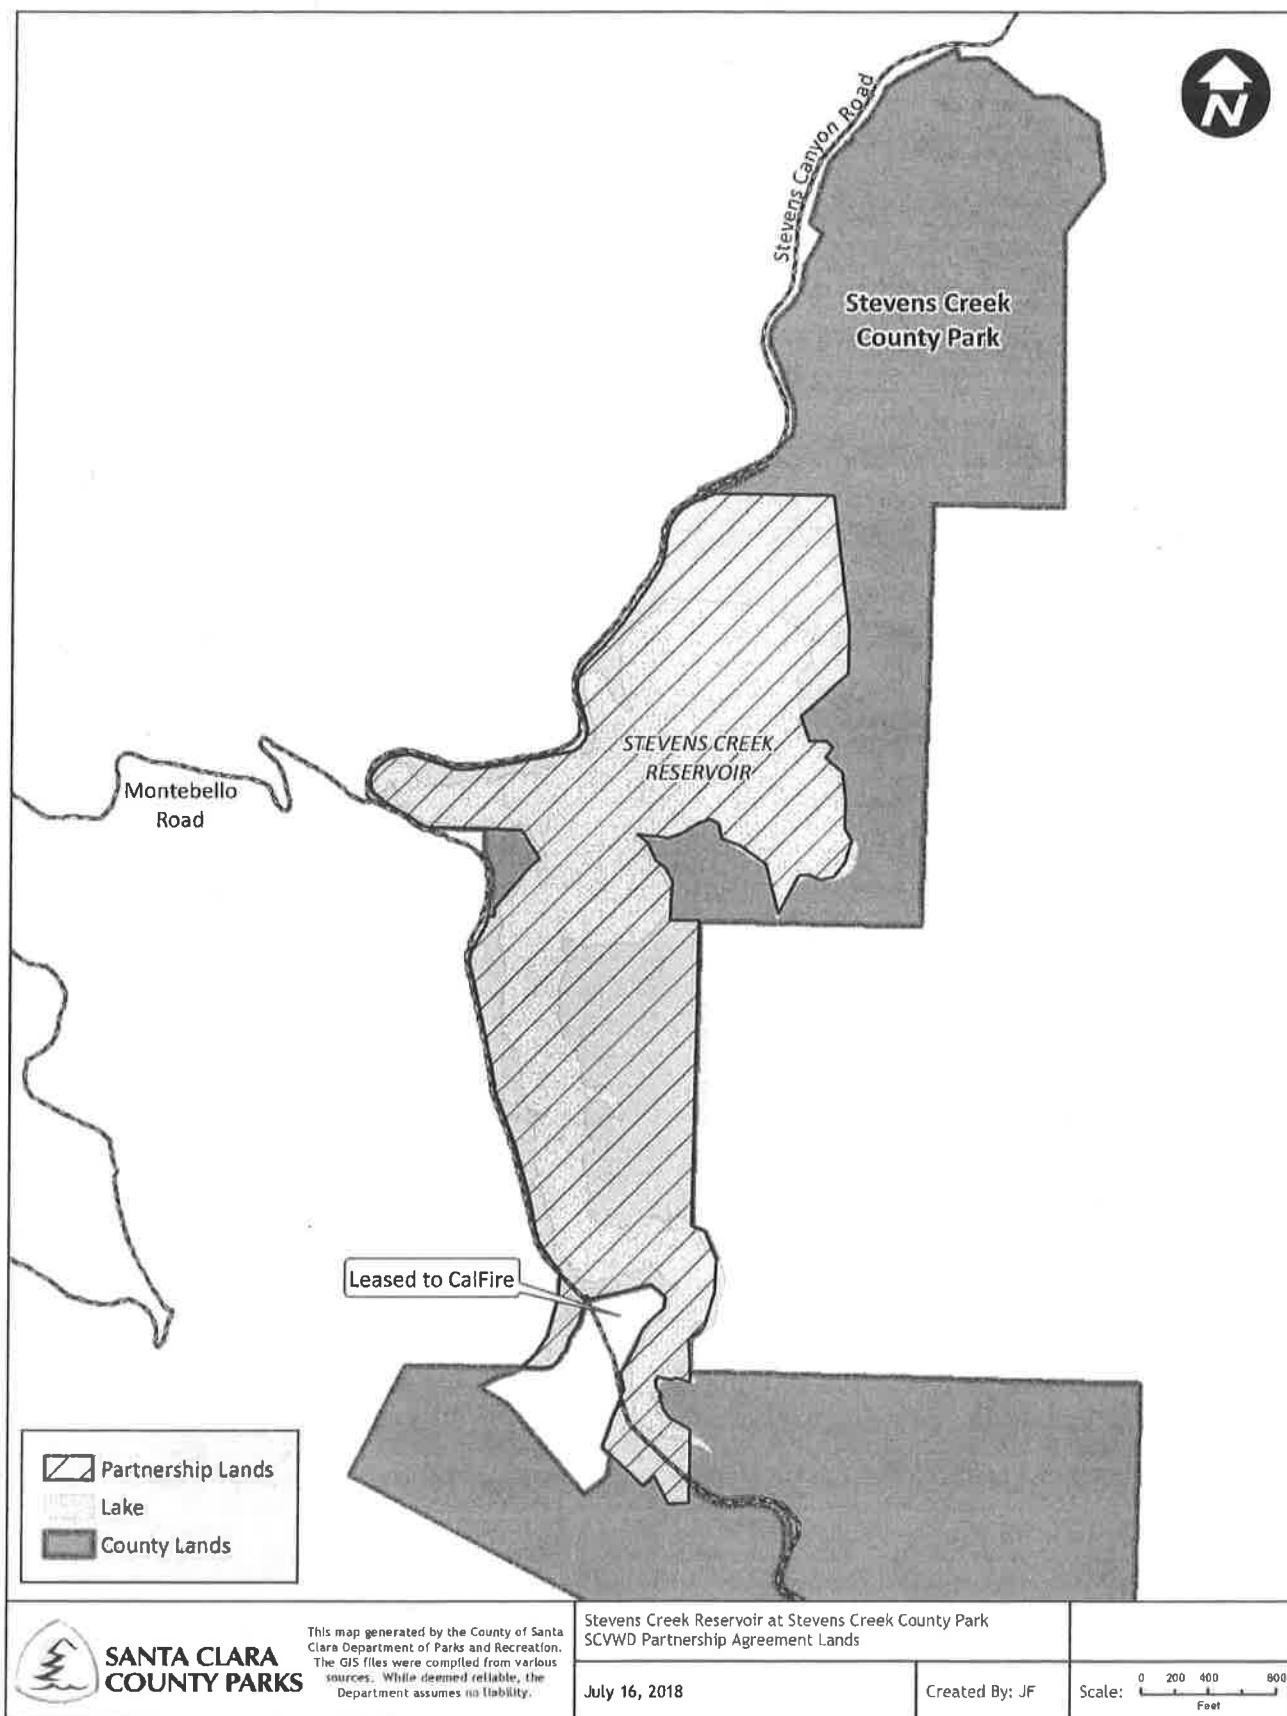 Stevens Canyon Road
N
Stevens Creek
County Park
STEVENS CREEK
RESERVOIR
Montebello
Road
Leased to CalFire
Partnership Lands
Lake
County Lands
SANTA CLARA
COUNTY PARKS
This map generated by the County of Santa
Clara Department of Parks and Recreation.
The GIS files were compiled from various
sources. While deemed reliable, the
Department assumes no liability.
Stevens Creek Reservoir at Stevens Creek County Park
SCVWD Partnership Agreement Lands
July 16, 2018
Created By: JF
Scale:
0 200 400 800
Feet